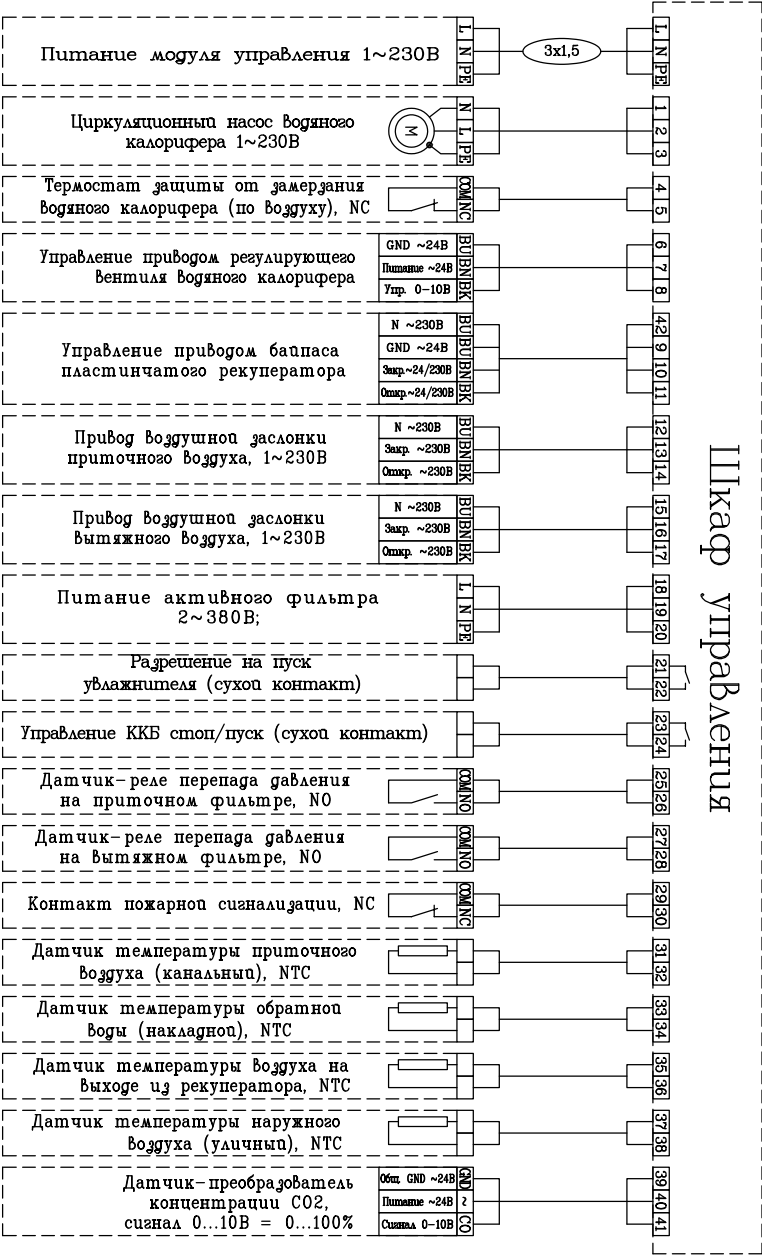 Питание модуля управления 1~230В
L
N
PE
3х1,5
L
N
PE
Циркуляционный насос водяного
калорифера 1~230В
M
N
L
PE
1
2
3
Термостат защиты от замерзания
водяного калорифера (по воздуху), NC
COM
NC
4
5
Управление приводом регулирующего
вентиля водяного калорифера
GND ~24В
Питание ~24В
Упр. 0-10В
BU
BN
BK
6
7
8
Управление приводом байпаса
пластинчатого рекуператора
N ~230В
GND ~24В
Закр.~24/230В
Откр.~24/230В
BU
BU
BN
BK
42
9
10
11
Привод воздушной заслонки
приточного воздуха, 1~230В
N ~230В
Закр. ~230В
Откр. ~230В
BU
BN
BK
12
13
14
Привод воздушной заслонки
вытяжного воздуха, 1~230В
N ~230В
Закр. ~230В
Откр. ~230В
BU
BN
BK
15
16
17
Питание активного фильтра
2~380В;
L
N
PE
18
19
20
Разрешение на пуск
увлажнителя (сухой контакт)
21
22
Управление ККБ стоп/пуск (сухой контакт)
23
24
Датчик-реле перепада давления
на приточном фильтре, NO
COM
NO
25
26
Датчик-реле перепада давления
на вытяжном фильтре, NO
COM
NO
27
28
Контакт пожарной сигнализации, NC
COM
NC
29
30
Датчик температуры приточного
воздуха (канальный), NTC
31
32
Датчик температуры обратной
воды (накладной), NTC
33
34
Датчик температуры воздуха на
выходе из рекуператора, NTC
35
36
Датчик температуры наружного
воздуха (уличный), NTC
37
38
Датчик-преобразователь
концентрации СО2,
сигнал 0...10В = 0...100%
Общ. GND ~24В
Питание ~24В
Сигнал 0-10В
GND
~
CO
39
40
41
Шкаф управления